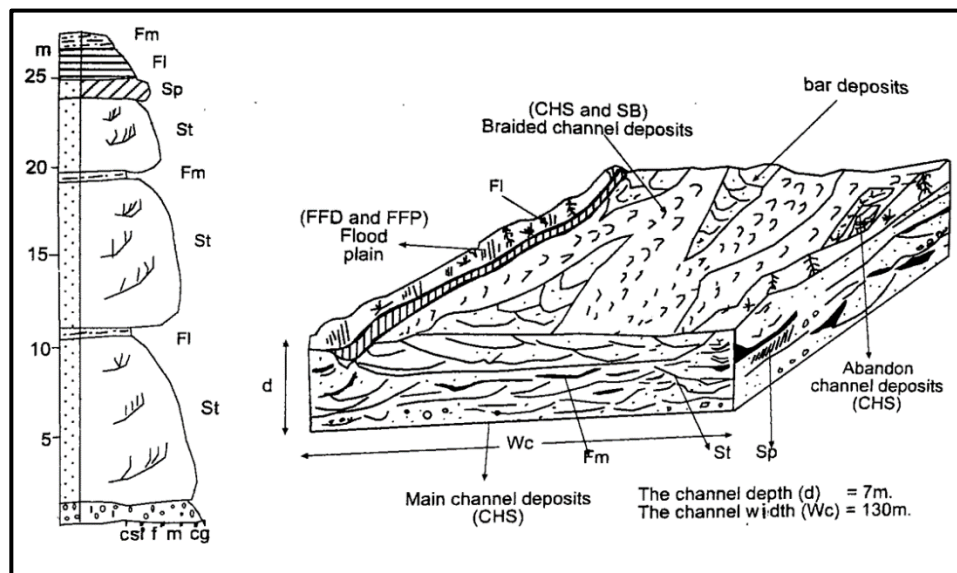 m
Fm
Fl
25
Sp
St
20
Fm
15
St
10
Fl
St
5
csf f m cg
bar deposits
(CHS and SB)
Braided channel deposits
Fl
(FFD and FFP)
Flood
plain
d
Wc
Fm
St
Sp
Abandon
channel deposits
(CHS)
Main channel deposits
(CHS)
The channel depth (d) = 7m.
The channel width (Wc) = 130m.